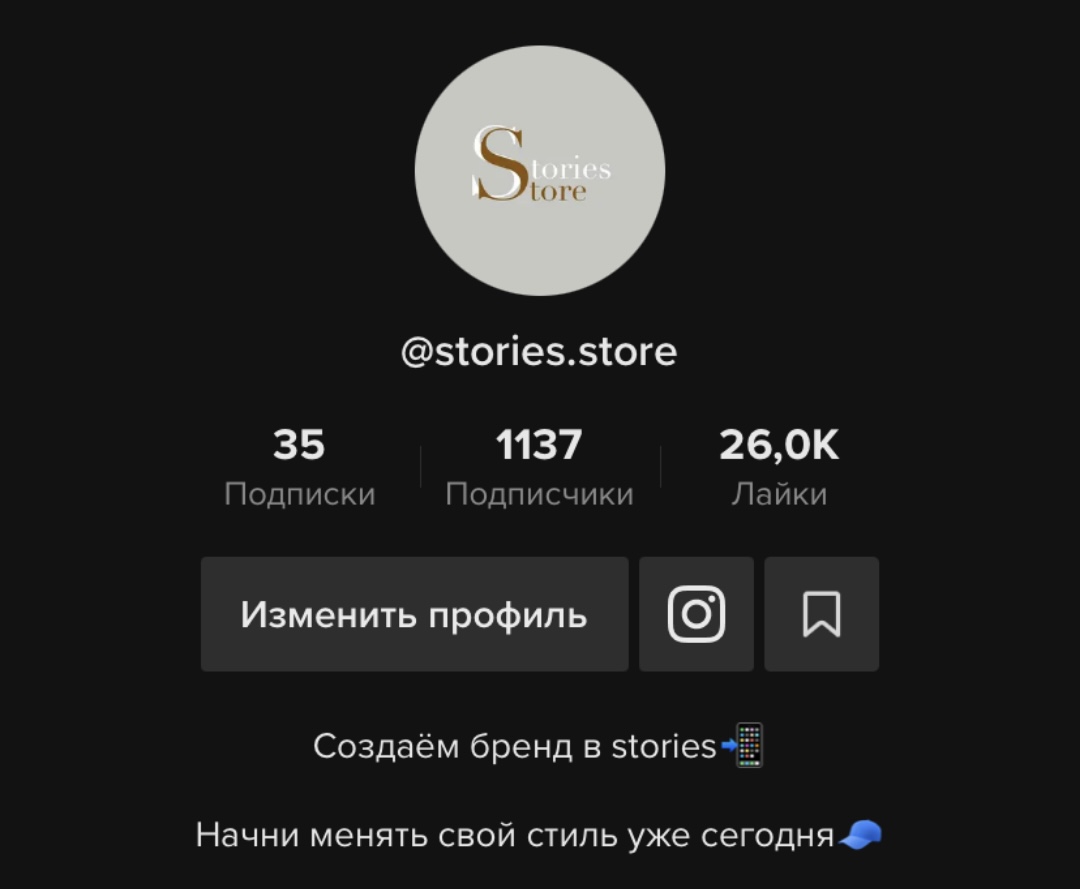 Stories
Store
@stories.store
35 1137 26,0K
Подписки Подписчики Лайки
Изменить профиль
Создаём бренд в stories📲
Начни менять свой стиль уже сегодня🧢